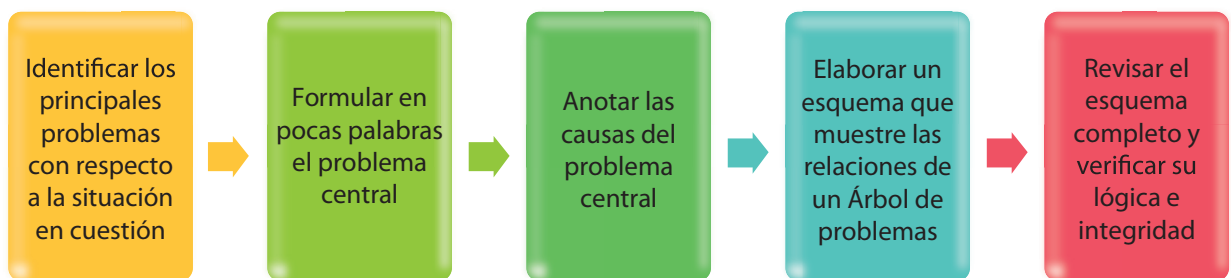 Identificar los
principales
problemas
con respecto
a la situación
en cuestión
Formular en
pocas palabras
el problema
central
Anotar las
causas del
problema
central
Elaborar un
esquema que
muestre las
relaciones de
un Árbol de
problemas
Revisar el
esquema
completo y
verificar su
lógica e
integridad